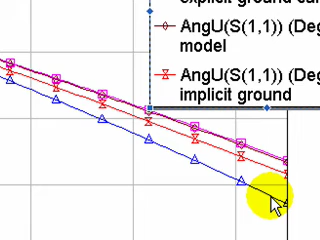 explicit ground
AngU(S(1,1)) (Deg
model
AngU(S(1,1)) (Deg
implicit ground